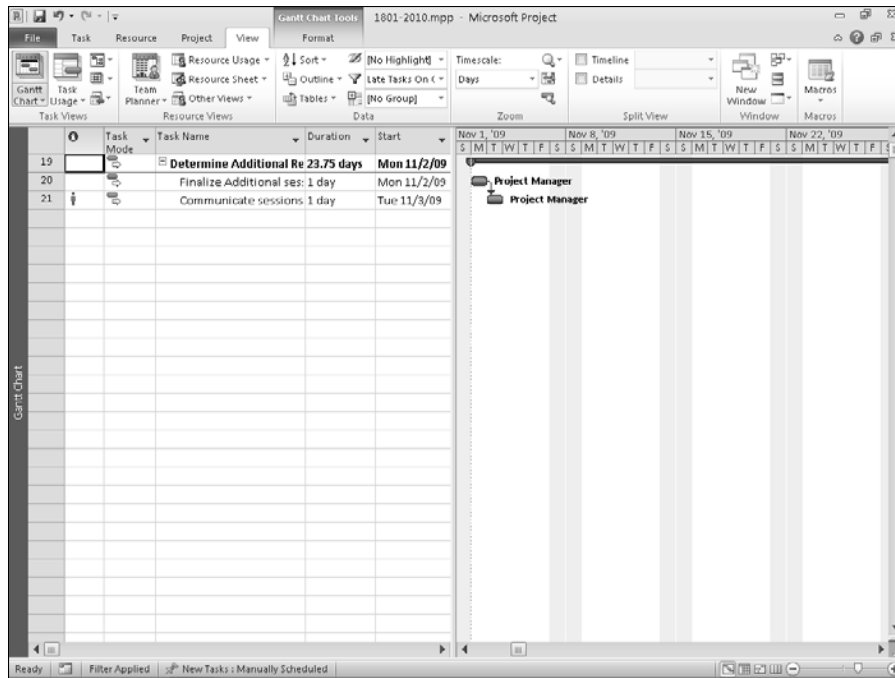 1801-2010.mpp - Microsoft Project
Gantt Chart Tools
File Task Resource Project View Format
Gantt Chart
Task Usage
Team Planner
Resource Usage
Resource Sheet
Other Views
Sort
Outline
Tables
[No Highlight]
Late Tasks On
[No Group]
Timescale:
Days
Timeline
Details
New Window
Macros
Task Views Resource Views Data Zoom Split View Window Macros
Task Mode Task Name Duration Start
Nov 1, '09 Nov 8, '09 Nov 15, '09 Nov 22, '09
S M T W T F S S M T W T F S S M T W T F S S M T W T F S
19 Determine Additional Re 23.75 days Mon 11/2/09
20 Finalize Additional ses 1 day Mon 11/2/09
Project Manager
21 Communicate sessions 1 day Tue 11/3/09
Project Manager
Gantt Chart
Ready Filter Applied New Tasks : Manually Scheduled